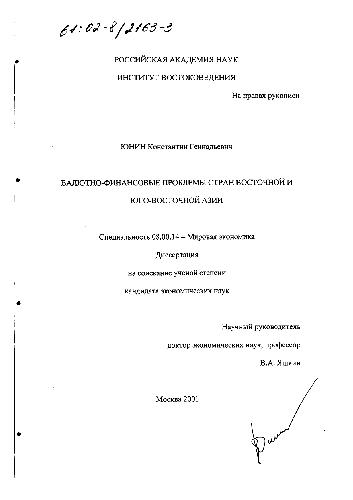 61:02-8/2163-3
РОССИЙСКАЯ АКАДЕМИЯ НАУК
ИНСТИТУТ ВОСТОКОВЕДЕНИЯ
На правах рукописи
ЮНИН Константин Геннадьевич
ВАЛЮТНО-ФИНАНСОВЫЕ ПРОБЛЕМЫ СТРАН ВОСТОЧНОЙ И
ЮГО-ВОСТОЧНОЙ АЗИИ
Специальность 08.00.14 – Мировая экономика
Диссертация
на соискание ученой степени
кандидата экономических наук
Научный руководитель
доктор экономических наук, профессор
В.А. Яшкин
Москва 2001